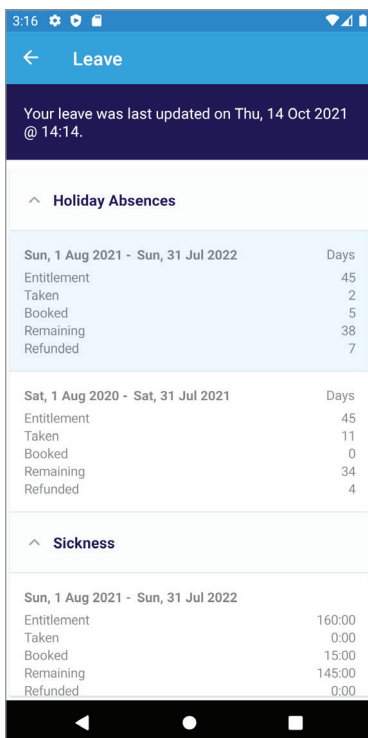 3:16
Leave
Your leave was last updated on Thu, 14 Oct 2021
@ 14:14.
Holiday Absences
Sun, 1 Aug 2021 - Sun, 31 Jul 2022 Days
Entitlement 45
Taken 2
Booked 5
Remaining 38
Refunded 7
Sat, 1 Aug 2020 - Sat, 31 Jul 2021 Days
Entitlement 45
Taken 11
Booked 0
Remaining 34
Refunded 4
Sickness
Sun, 1 Aug 2021 - Sun, 31 Jul 2022
Entitlement 160:00
Taken 0:00
Booked 15:00
Remaining 145:00
Refunded 0:00